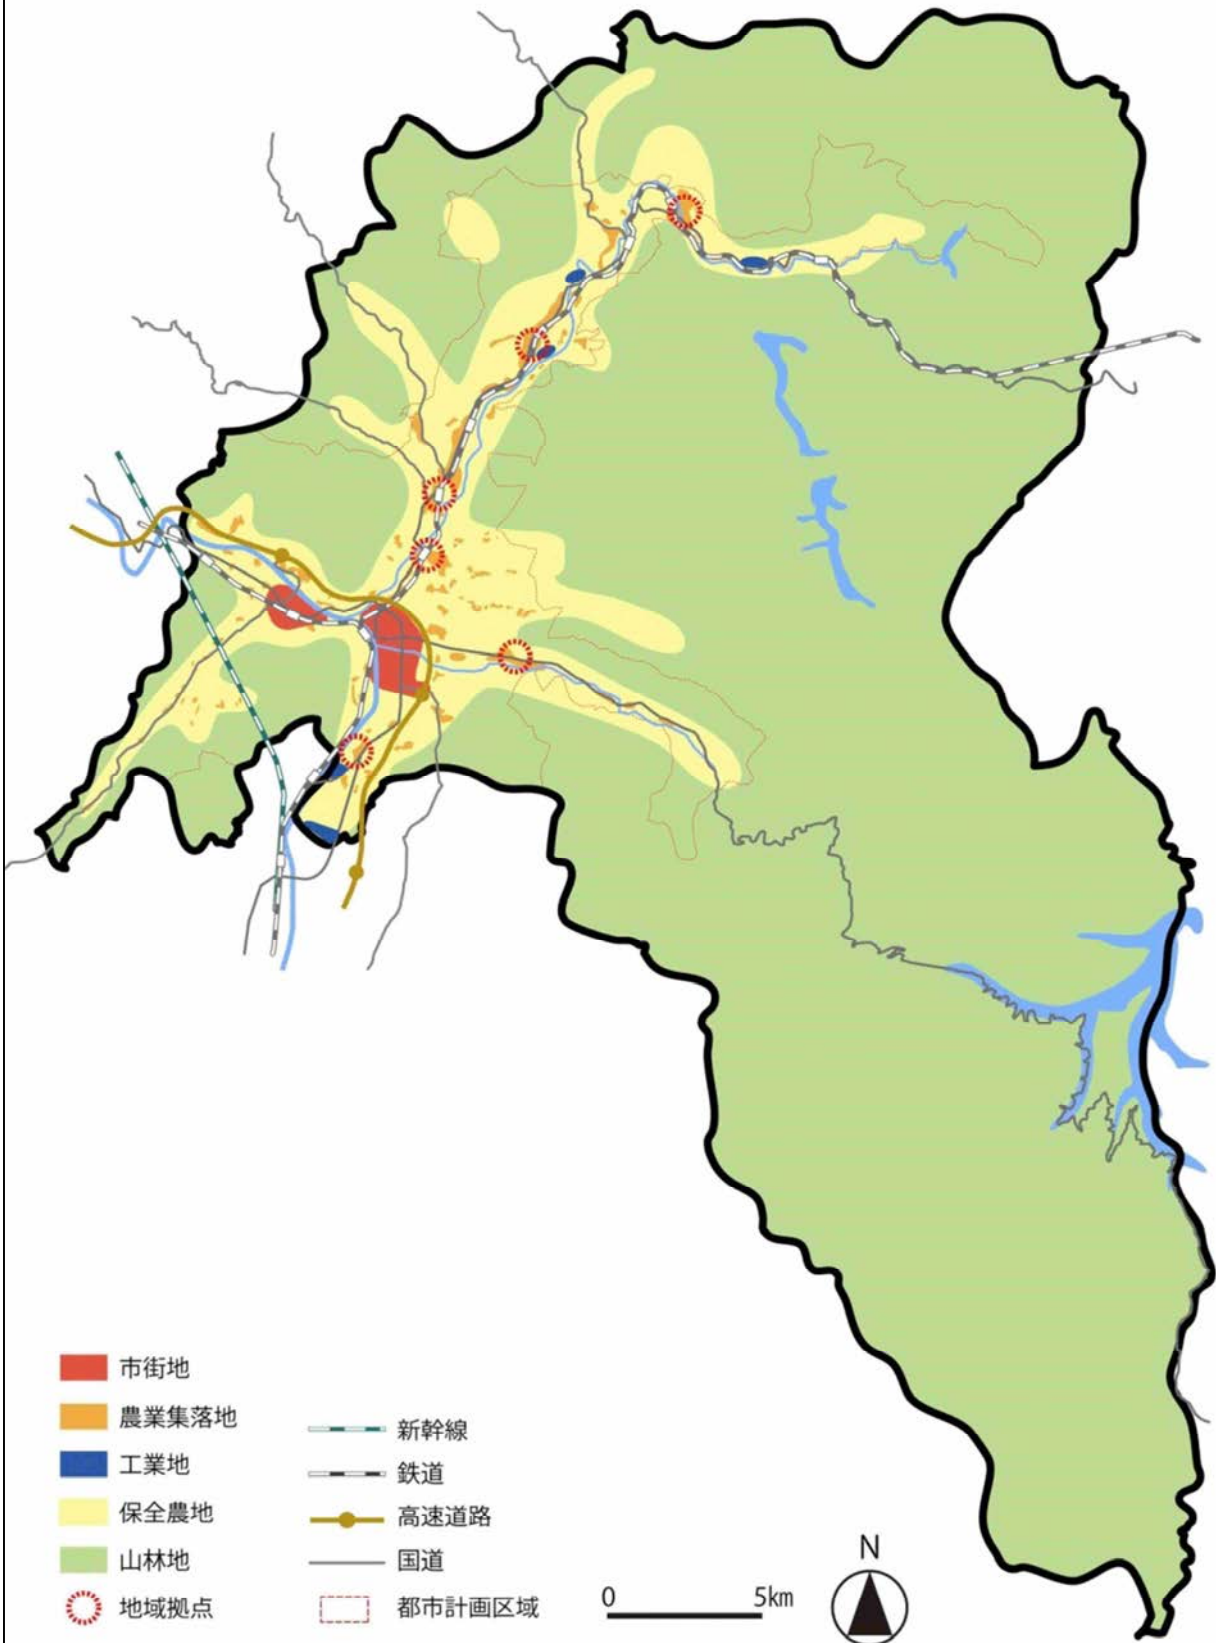 市街地
農業集落地
工業地
保全農地
山林地
地域拠点
新幹線
鉄道
高速道路
国道
都市計画区域
0 5km
N